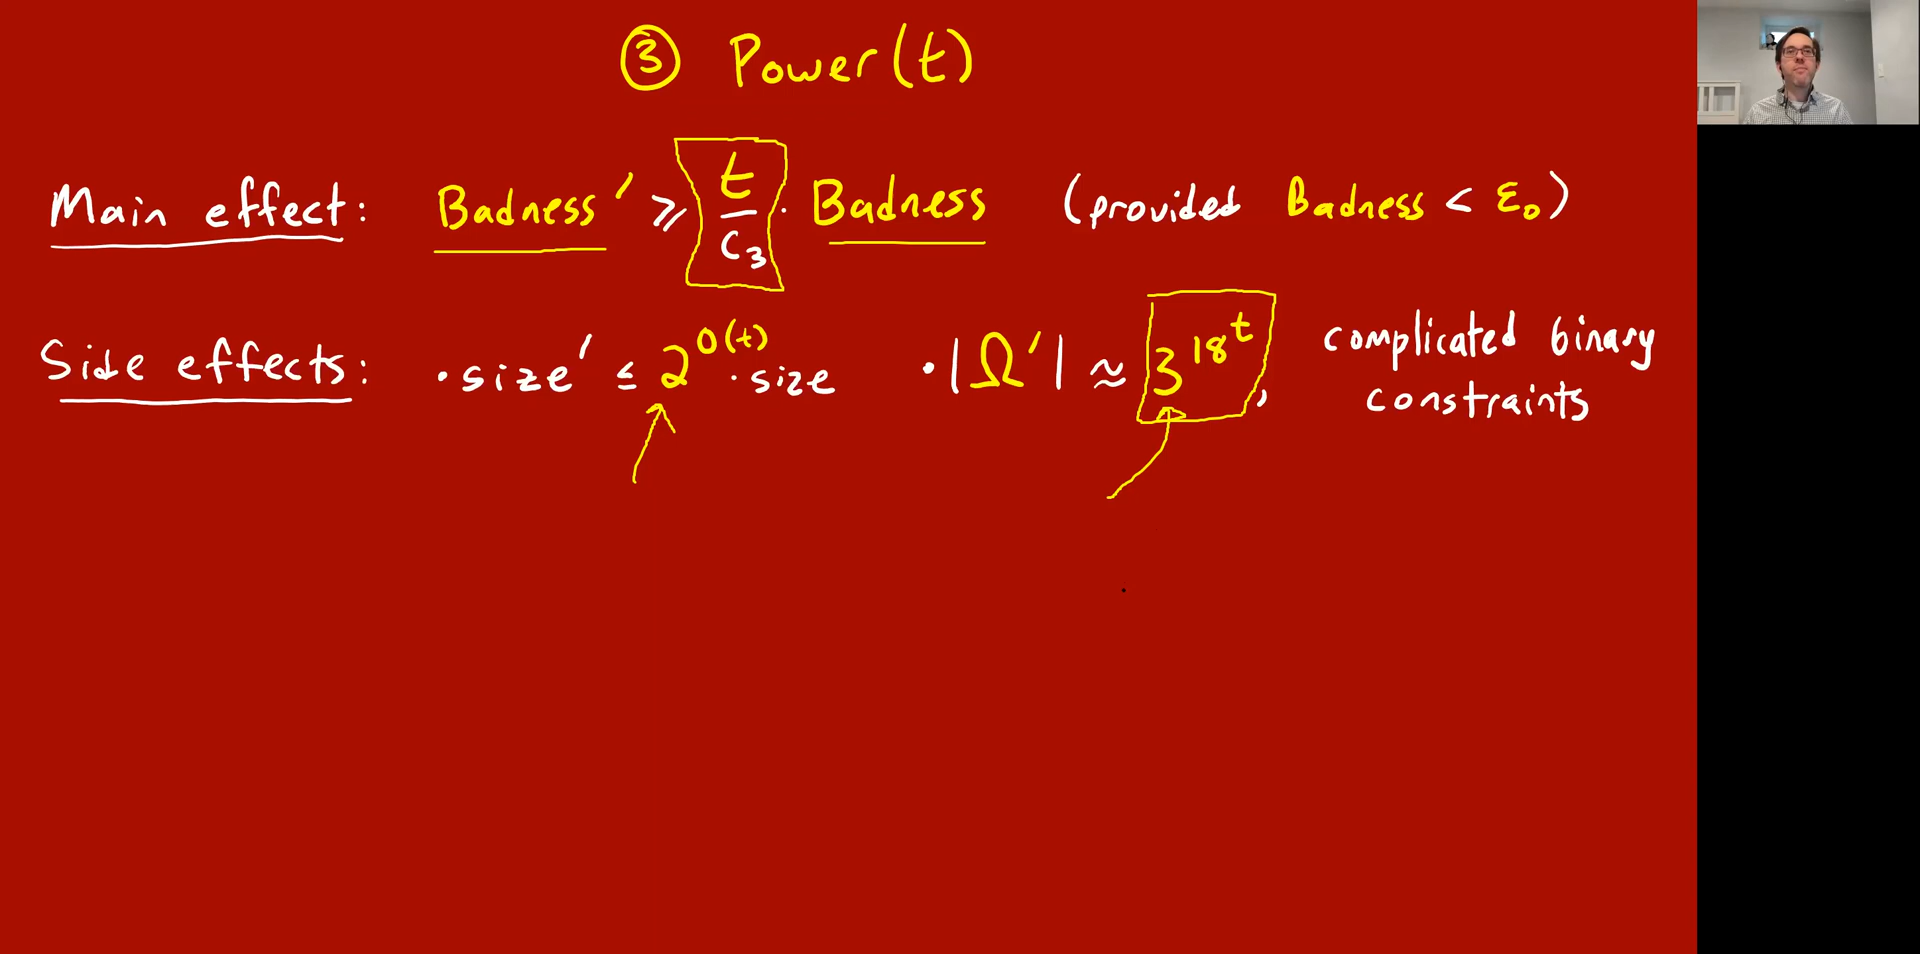 ③ Power(t)
Main effect: Badness′ ⩾ t/C₃ · Badness (provided Badness < ε₀)
Side effects: · size′ ≤ 2^O(t) · size · |Ω′| ≈ 3^18^t, complicated binary
constraints